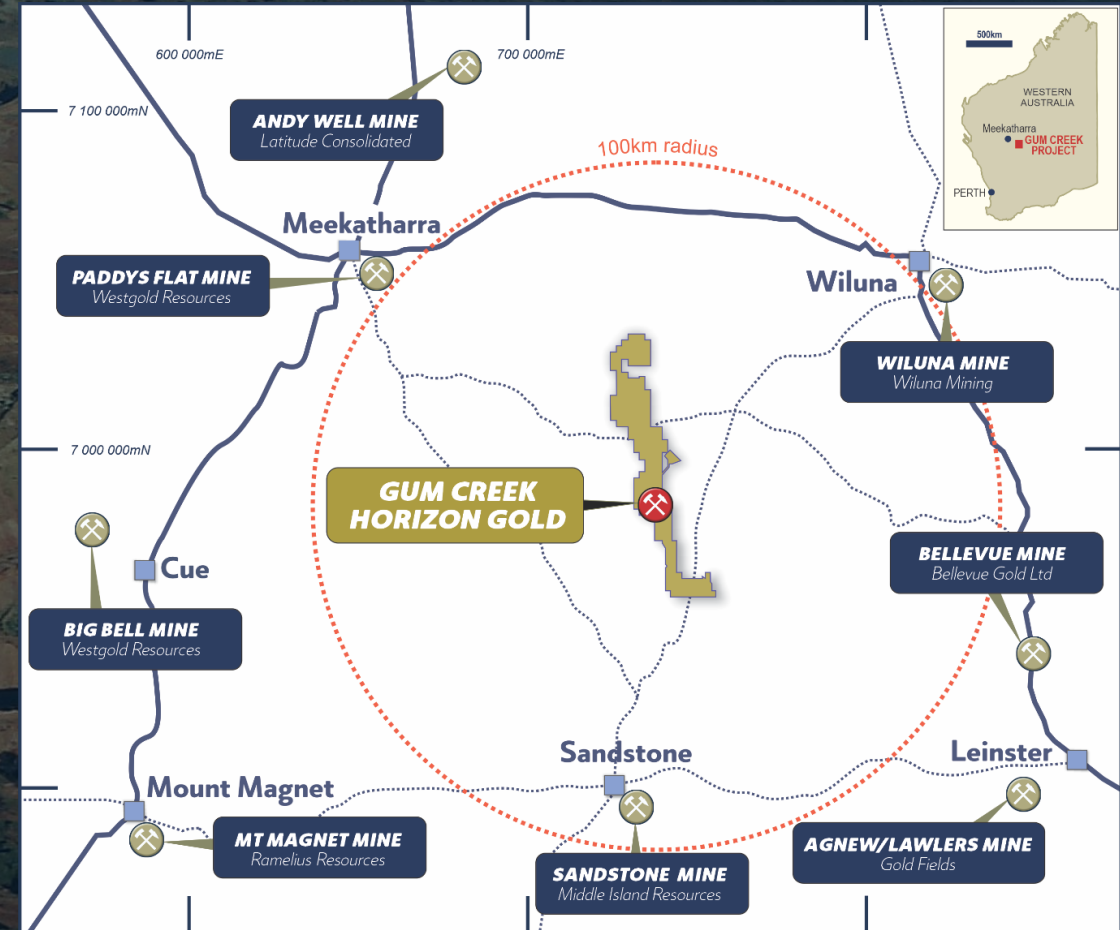 600 000mE
700 000mE
7 100 000mN
ANDY WELL MINE
Latitude Consolidated
100km radius
500km
WESTERN
AUSTRALIA
Meekatharra
GUM CREEK
PROJECT
PERTH
Meekatharra
PADDYS FLAT MINE
Westgold Resources
Wiluna
WILUNA MINE
Wiluna Mining
7 000 000mN
GUM CREEK
HORIZON GOLD
BELLEVUE MINE
Bellevue Gold Ltd
Cue
BIG BELL MINE
Westgold Resources
Sandstone
Leinster
Mount Magnet
MT MAGNET MINE
Ramelius Resources
AGNEW/LAWLERS MINE
Gold Fields
SANDSTONE MINE
Middle Island Resources